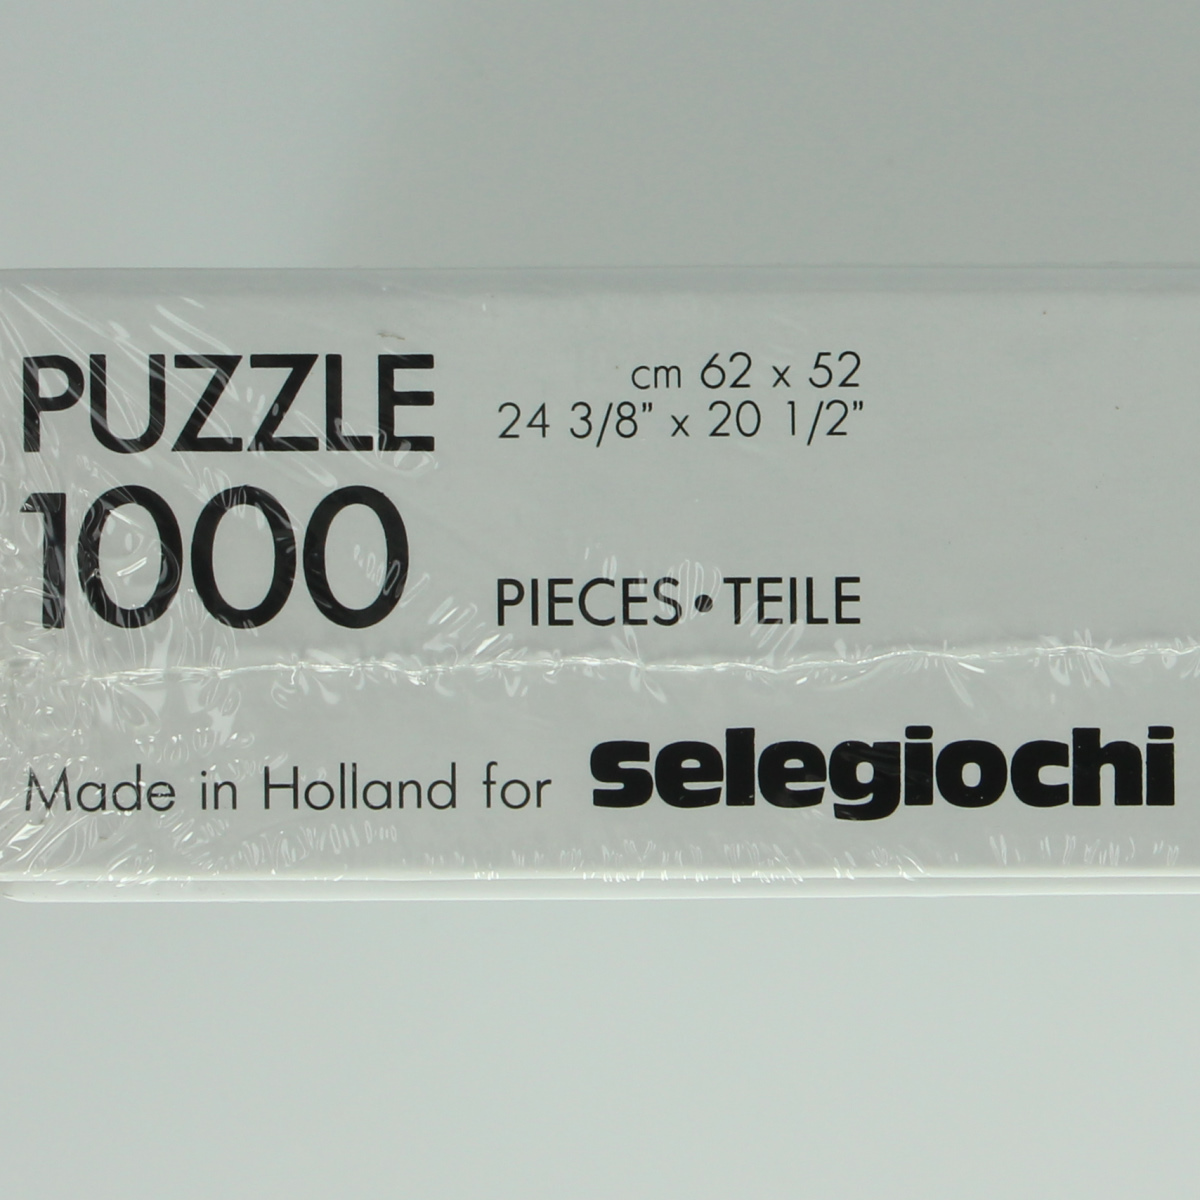 PUZZLE
cm 62 x 52
24 3/8" x 20 1/2"
1000
PIECES • TEILE
Made in Holland for selegiochi